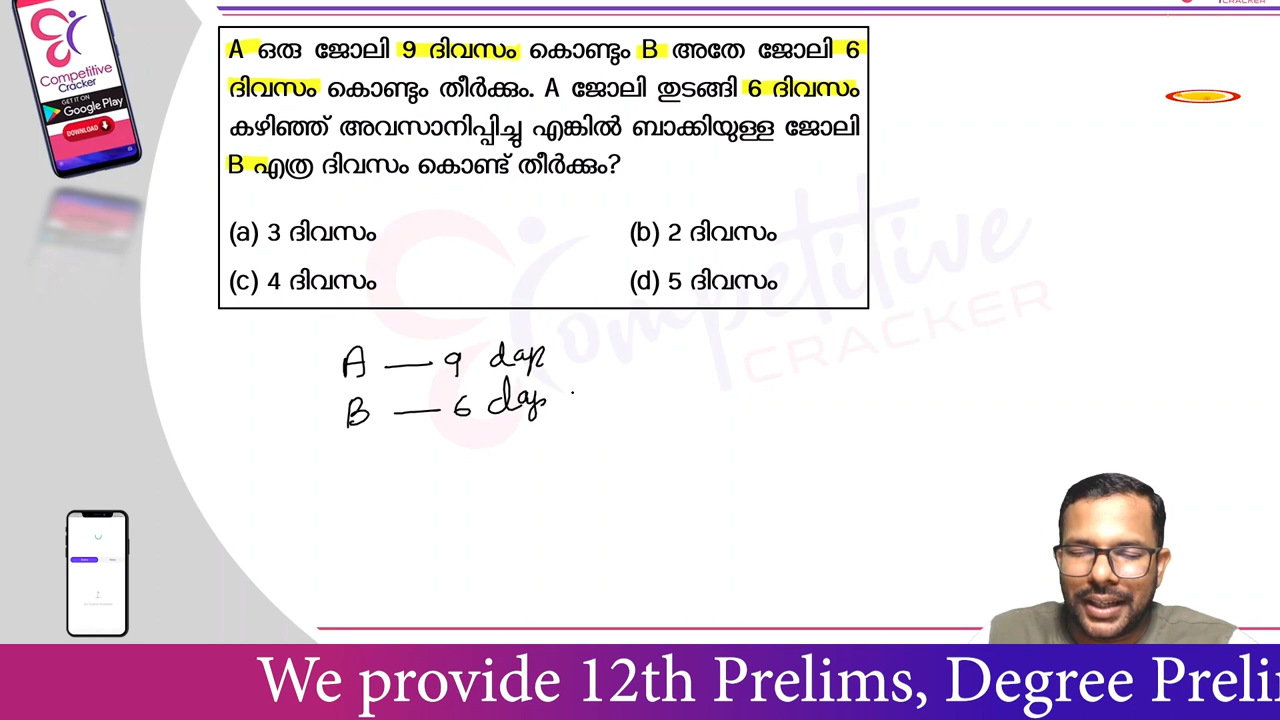 CRACKER
Competitive
Cracker
GET IT ON
Google Play
DOWNLOAD
A ഒരു ജോലി 9 ദിവസം കൊണ്ടും B അതേ ജോലി 6
ദിവസം കൊണ്ടും തീർക്കും. A ജോലി തുടങ്ങി 6 ദിവസം
കഴിഞ്ഞ് അവസാനിപ്പിച്ചു എങ്കിൽ ബാക്കിയുള്ള ജോലി
B എത്ര ദിവസം കൊണ്ട് തീർക്കും?
(a) 3 ദിവസം (b) 2 ദിവസം
(c) 4 ദിവസം (d) 5 ദിവസം
Competitive
CRACKER
A — 9 days
B — 6 days
We provide 12th Prelims, Degree Preli